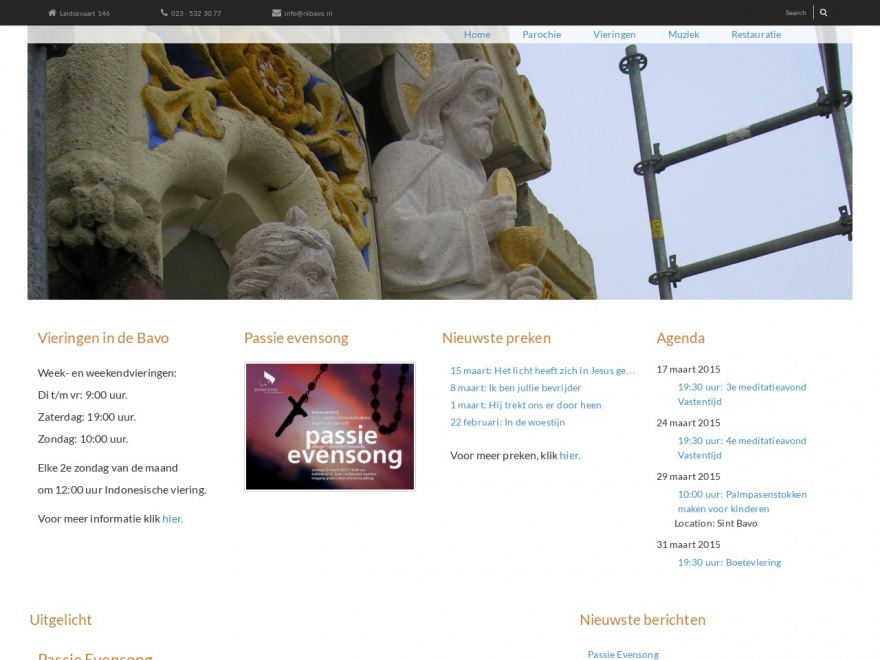 Leidsevaart 146
023 - 532 30 77
info@rkbavo.nl
Search
Home
Parochie
Vieringen
Muziek
Restauratie
Vieringen in de Bavo
Week- en weekendvieringen:
Di t/m vr: 9:00 uur.
Zaterdag: 19:00 uur.
Zondag: 10:00 uur.
Elke 2e zondag van de maand
om 12:00 uur Indonesische viering.
Voor meer informatie klik hier.
Passie evensong
passie
evensong
Nieuwste preken
15 maart: Het licht heeft zich in Jesus ge...
8 maart: Ik ben jullie bevrijder
1 maart: Hij trekt ons er door heen
22 februari: In de woestijn
Voor meer preken, klik hier.
Agenda
17 maart 2015
19:30 uur: 3e meditatieavond
Vastentijd
24 maart 2015
19:30 uur: 4e meditatieavond
Vastentijd
29 maart 2015
10:00 uur: Palmpasenstokken
maken voor kinderen
Location: Sint Bavo
31 maart 2015
19:30 uur: Boeteviering
Uitgelicht
Passie Evensong
Nieuwste berichten
Passie Evensong